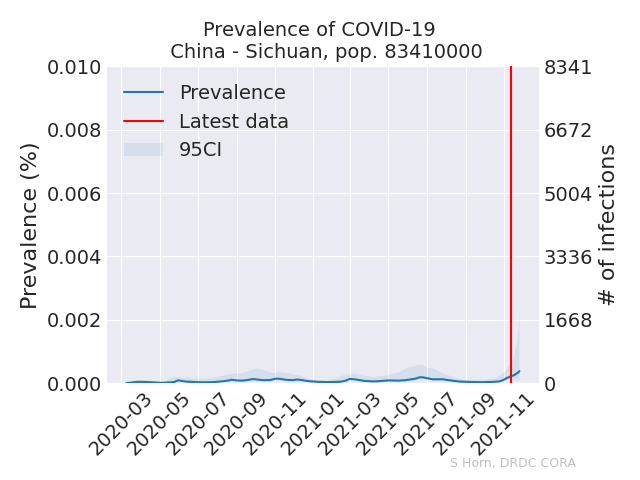 Prevalence of COVID-19
China - Sichuan, pop. 83410000
Prevalence
Latest data
95CI
Prevalence (%)
0.010
0.008
0.006
0.004
0.002
0.000
8341
6672
5004
3336
1668
0
# of infections
2020-03
2020-05
2020-07
2020-09
2020-11
2021-01
2021-03
2021-05
2021-07
2021-09
2021-11
S Horn, DRDC CORA